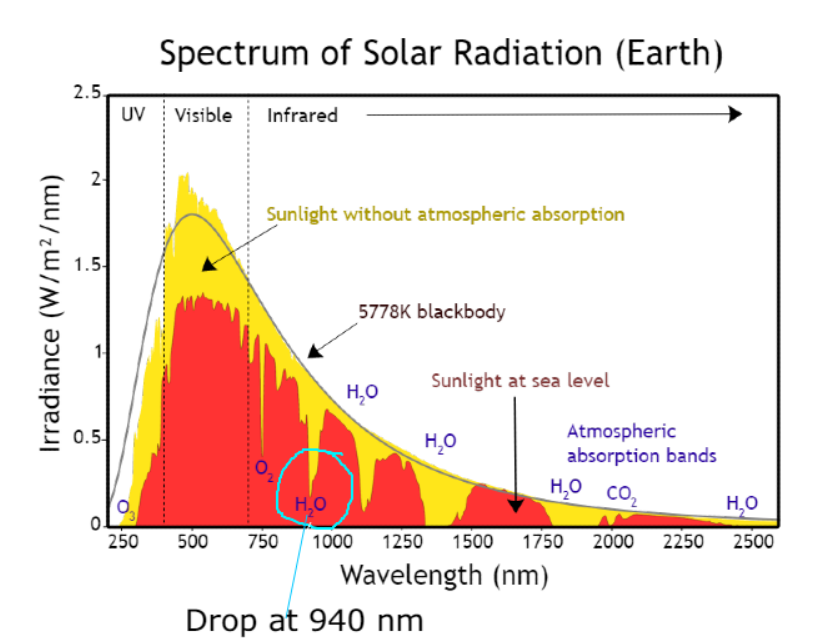 Spectrum of Solar Radiation (Earth)
2.5
UV
Visible
Infrared
2
Sunlight without atmospheric absorption
1.5
5778K blackbody
1
Sunlight at sea level
H₂O
H₂O
Atmospheric
absorption bands
0.5
O₂
H₂O
CO₂
H₂O
O₃
H₂O
0
Irradiance (W/m²/nm)
250 500 750 1000 1250 1500 1750 2000 2250 2500
Wavelength (nm)
Drop at 940 nm